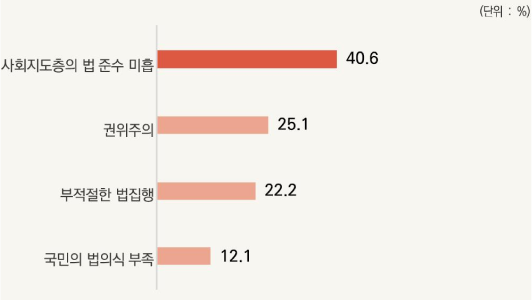 (단위 : %)
사회지도층의 법 준수 미흡 40.6
권위주의 25.1
부적절한 법집행 22.2
국민의 법의식 부족 12.1